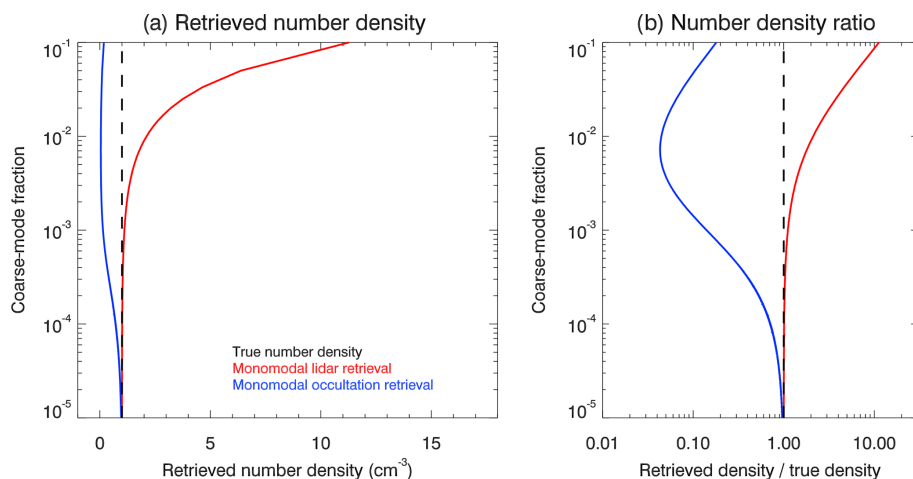 (a) Retrieved number density
10⁻¹
10⁻²
10⁻³
10⁻⁴
10⁻⁵
Coarse-mode fraction
True number density
Monomodal lidar retrieval
Monomodal occultation retrieval
0 5 10 15
Retrieved number density (cm⁻³)
(b) Number density ratio
10⁻¹
10⁻²
10⁻³
10⁻⁴
10⁻⁵
Coarse-mode fraction
0.01 0.10 1.00 10.00
Retrieved density / true density